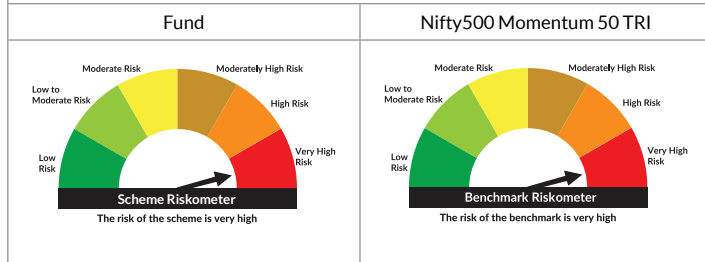 Fund
Moderate Risk
Moderately High Risk
Low to
Moderate Risk
High Risk
Low
Risk
Very High
Risk
Scheme Riskometer
The risk of the scheme is very high
Nifty500 Momentum 50 TRI
Moderate Risk
Moderately High Risk
Low to
Moderate Risk
High Risk
Low
Risk
Very High
Risk
Benchmark Riskometer
The risk of the benchmark is very high